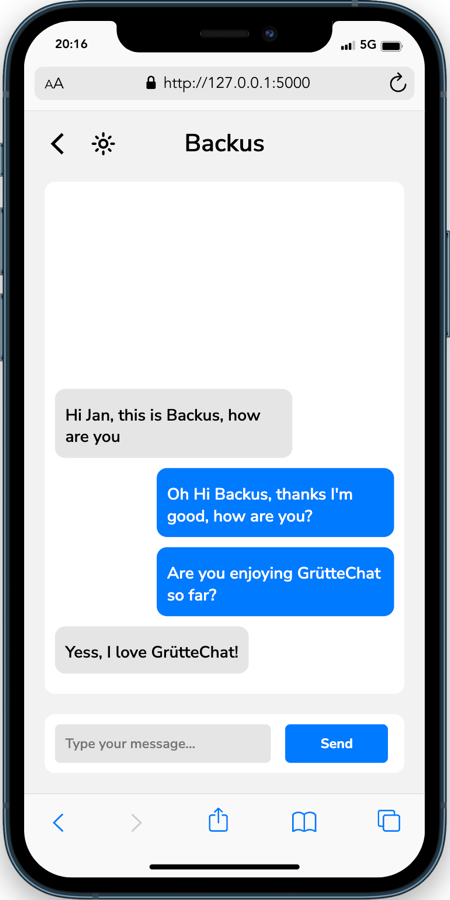 20:16
5G
AA
http://127.0.0.1:5000
Backus
Hi Jan, this is Backus, how
are you
Oh Hi Backus, thanks I'm
good, how are you?
Are you enjoying GrütteChat
so far?
Yess, I love GrütteChat!
Type your message...
Send